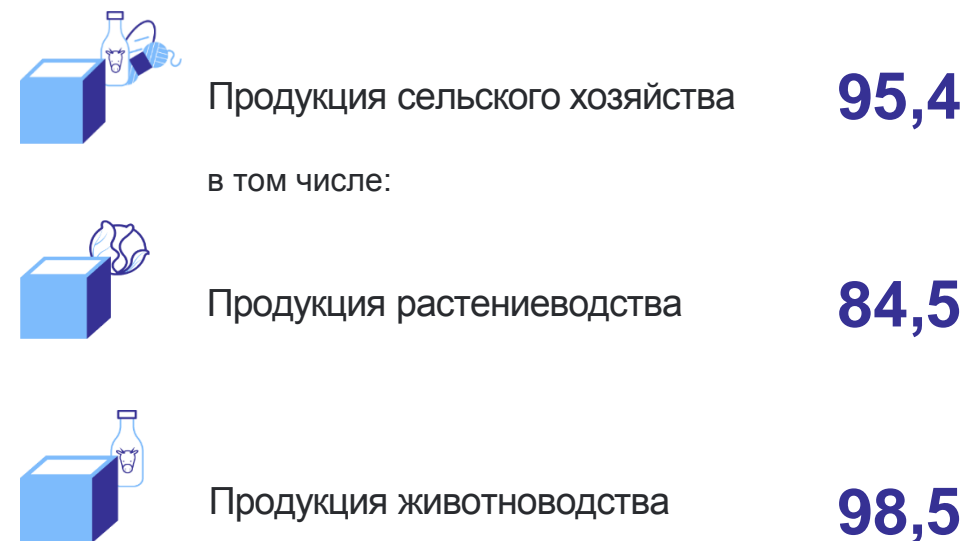 Продукция сельского хозяйства 95,4
в том числе:
Продукция растениеводства 84,5
Продукция животноводства 98,5